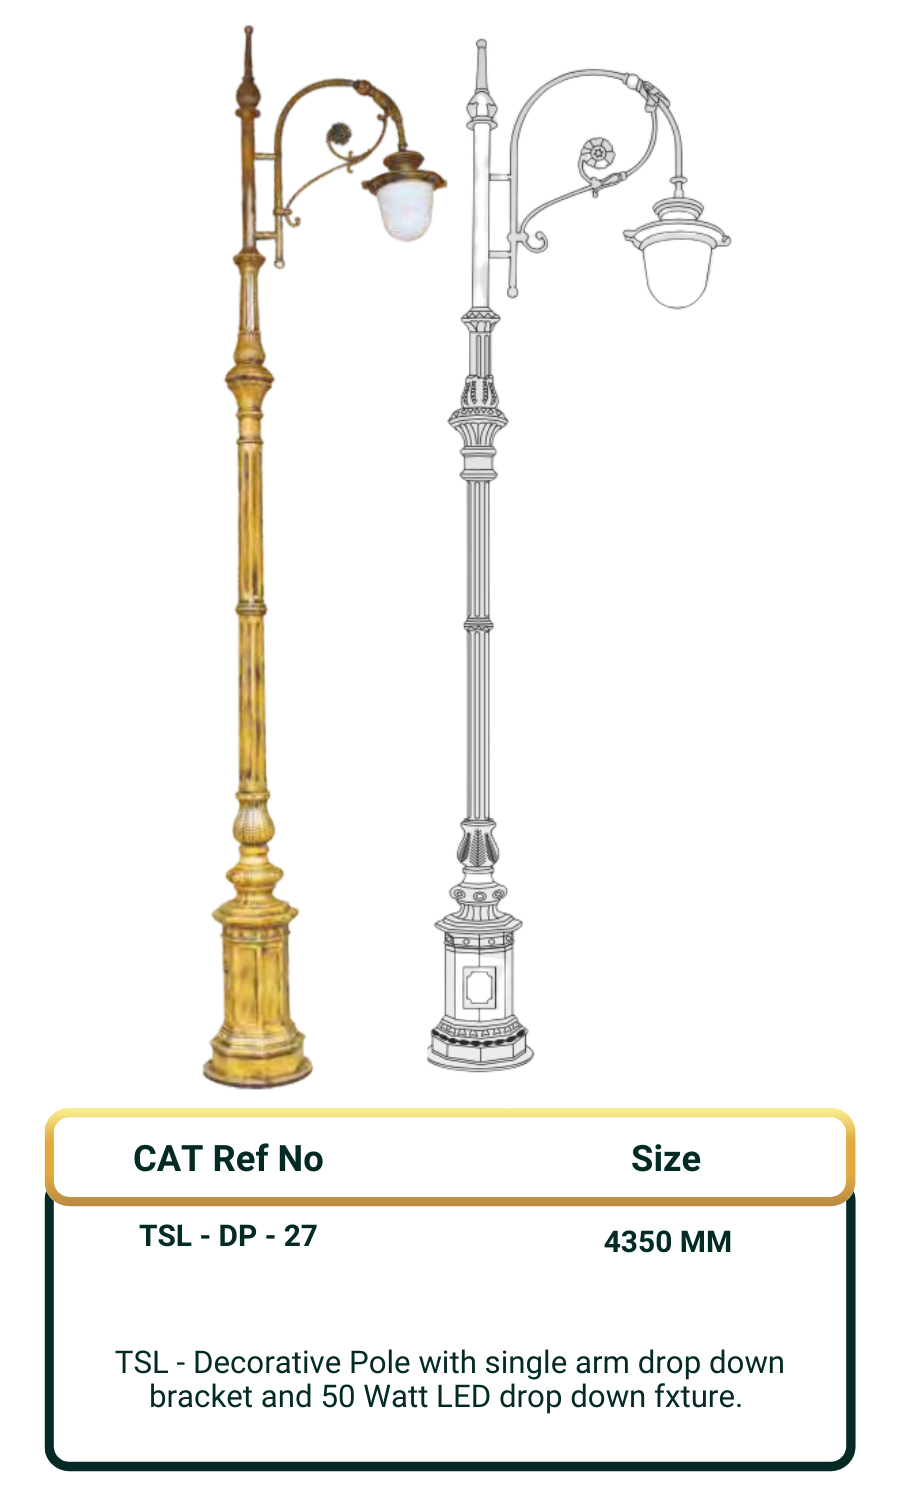 CAT Ref No Size
TSL - DP - 27 4350 MM
TSL - Decorative Pole with single arm drop down
bracket and 50 Watt LED drop down fxture.